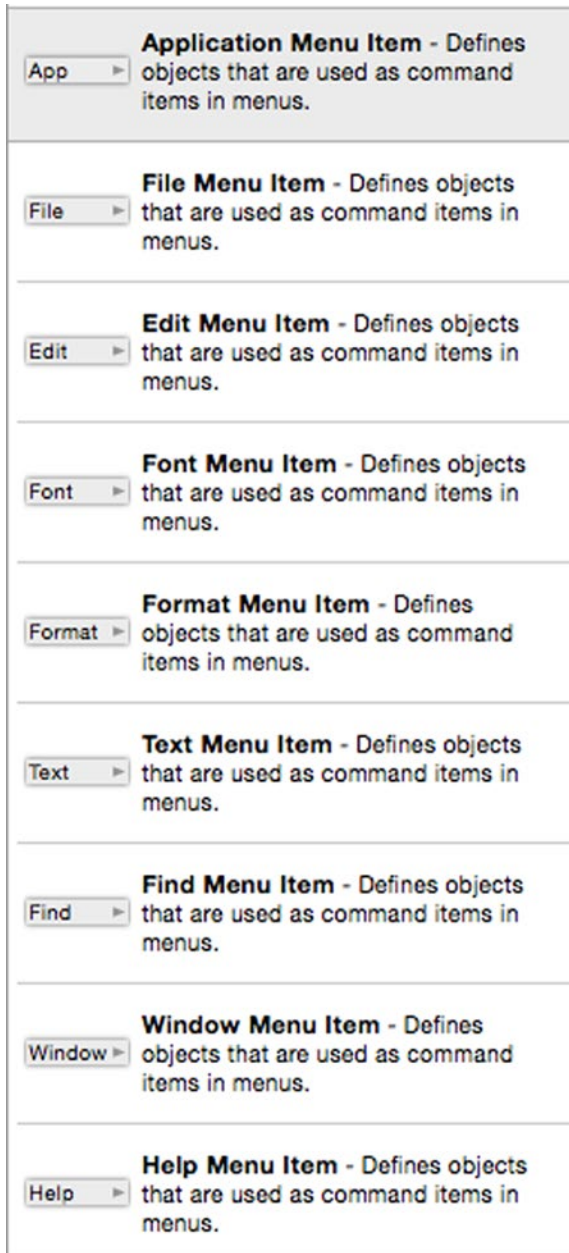 App
Application Menu Item - Defines
objects that are used as command
items in menus.
File
File Menu Item - Defines objects
that are used as command items in
menus.
Edit
Edit Menu Item - Defines objects
that are used as command items in
menus.
Font
Font Menu Item - Defines objects
that are used as command items in
menus.
Format
Format Menu Item - Defines
objects that are used as command
items in menus.
Text
Text Menu Item - Defines objects
that are used as command items in
menus.
Find
Find Menu Item - Defines objects
that are used as command items in
menus.
Window
Window Menu Item - Defines
objects that are used as command
items in menus.
Help
Help Menu Item - Defines objects
that are used as command items in
menus.